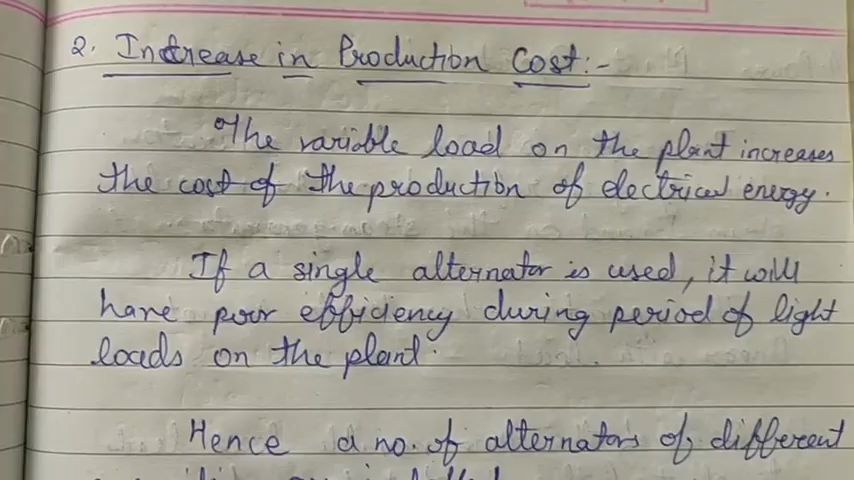 2. Increase in Production Cost:-
The variable load on the plant increases
the cost of the production of electrical energy.
If a single alternator is used, it will
have poor efficiency during period of light
loads on the plant.
Hence a no. of alternators of different